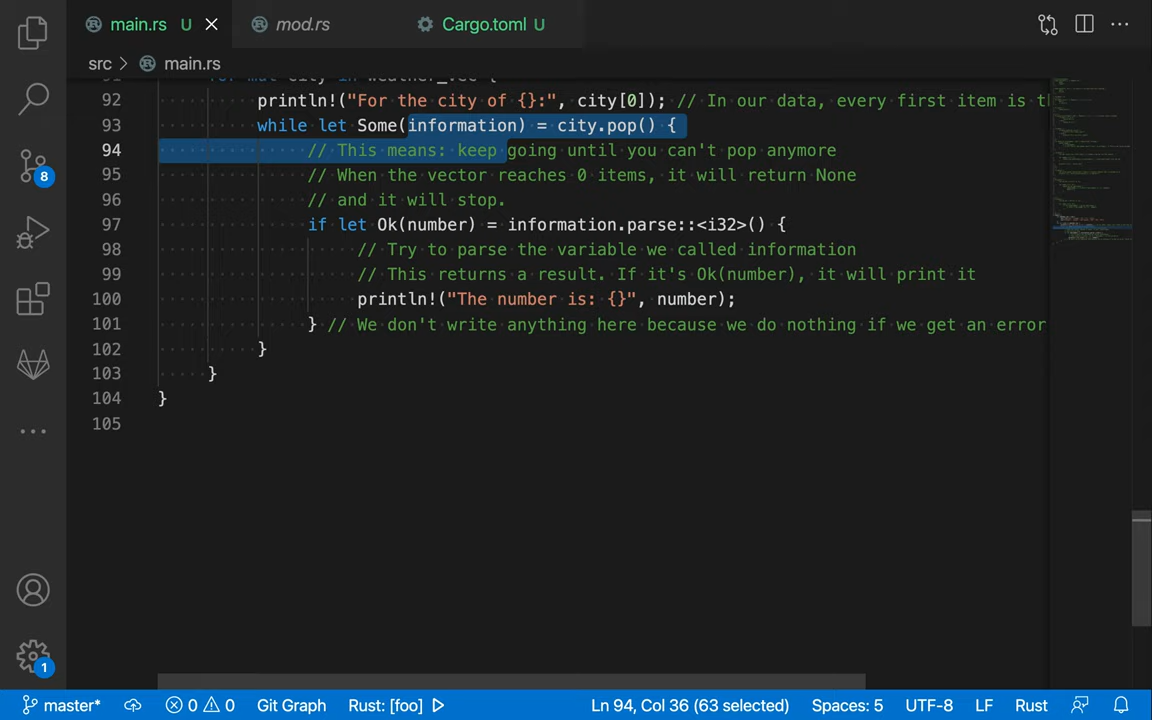 main.rs U mod.rs Cargo.toml U
src > main.rs
92 println!("For the city of {}:", city[0]); // In our data, every first item is
93 while let Some(information) = city.pop() {
94 // This means: keep going until you can't pop anymore
95 // When the vector reaches 0 items, it will return None
96 // and it will stop.
97 if let Ok(number) = information.parse::<i32>() {
98 // Try to parse the variable we called information
99 // This returns a result. If it's Ok(number), it will print it
100 println!("The number is: {}", number);
101 } // We don't write anything here because we do nothing if we get an error
102 }
103 }
104 }
105
8
1
master* 0 0 Git Graph Rust: [foo] Ln 94, Col 36 (63 selected) Spaces: 5 UTF-8 LF Rust